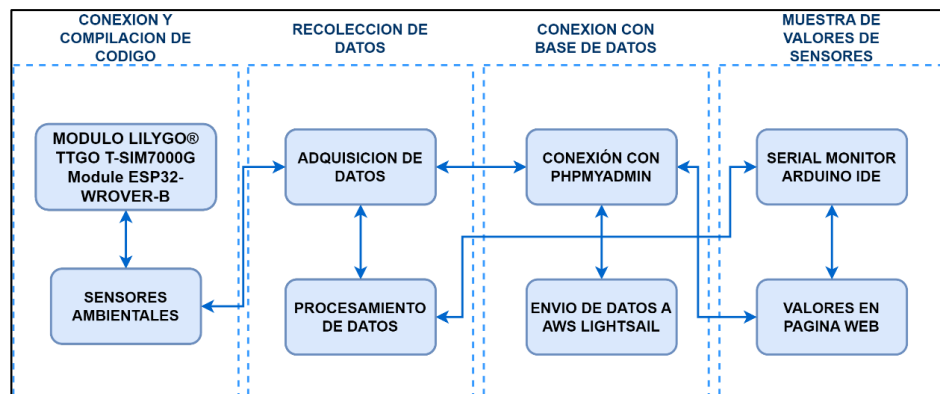 CONEXION Y
COMPILACION DE
CODIGO
RECOLECCION DE
DATOS
CONEXION CON
BASE DE DATOS
MUESTRA DE
VALORES DE
SENSORES
MODULO LILYGO®
TTGO T-SIM7000G
Module ESP32-
WROVER-B
SENSORES
AMBIENTALES
ADQUISICION DE
DATOS
PROCESAMIENTO
DE DATOS
CONEXIÓN CON
PHPMYADMIN
ENVIO DE DATOS A
AWS LIGHTSAIL
SERIAL MONITOR
ARDUINO IDE
VALORES EN
PAGINA WEB